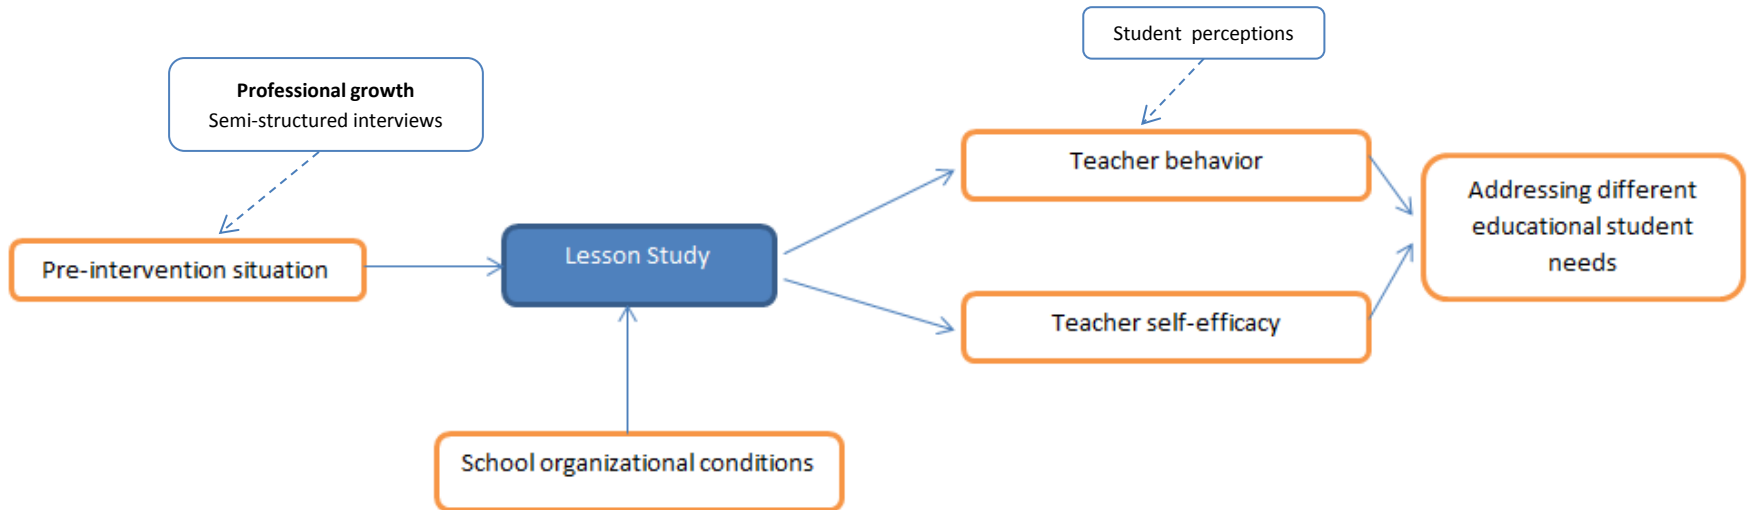 Student perceptions
Professional growth
Semi-structured interviews
Teacher behavior
Addressing different
educational student
needs
Pre-intervention situation
Lesson Study
Teacher self-efficacy
School organizational conditions